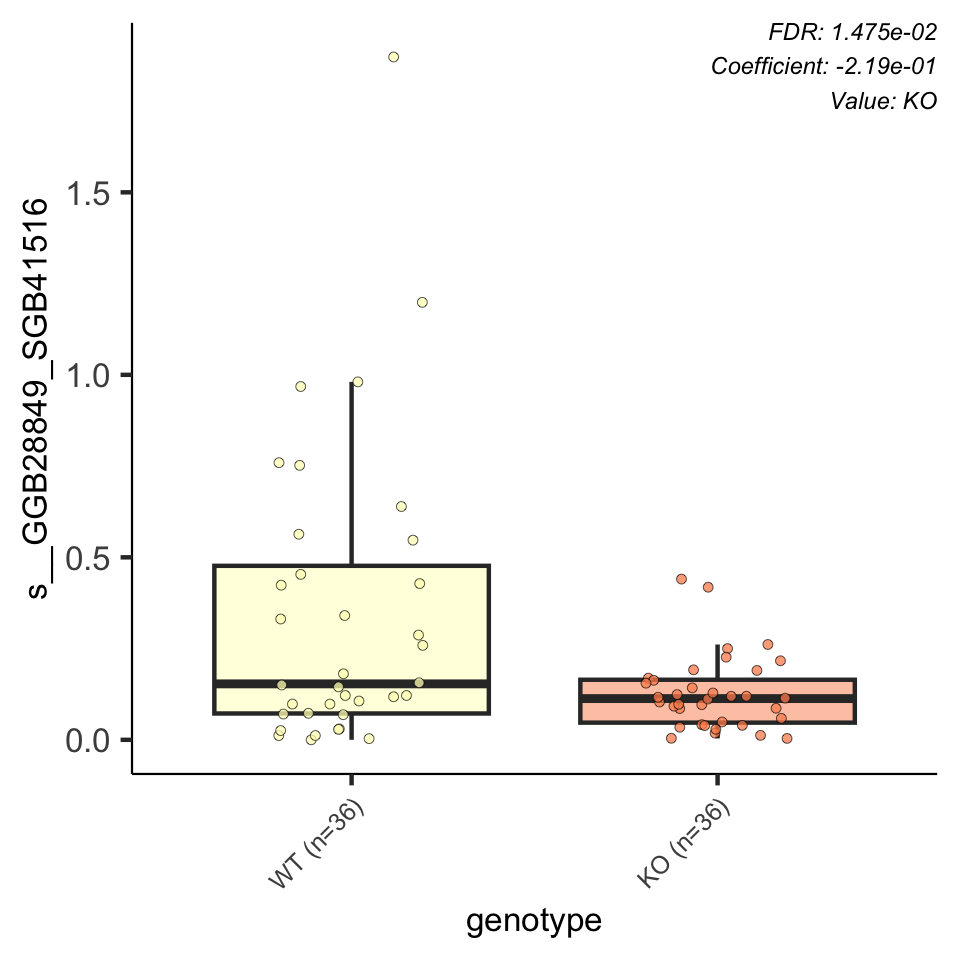 FDR: 1.475e-02
Coefficient: -2.19e-01
Value: KO
s__GGB28849_SGB41516
1.5
1.0
0.5
0.0
WT (n=36)
KO (n=36)
genotype